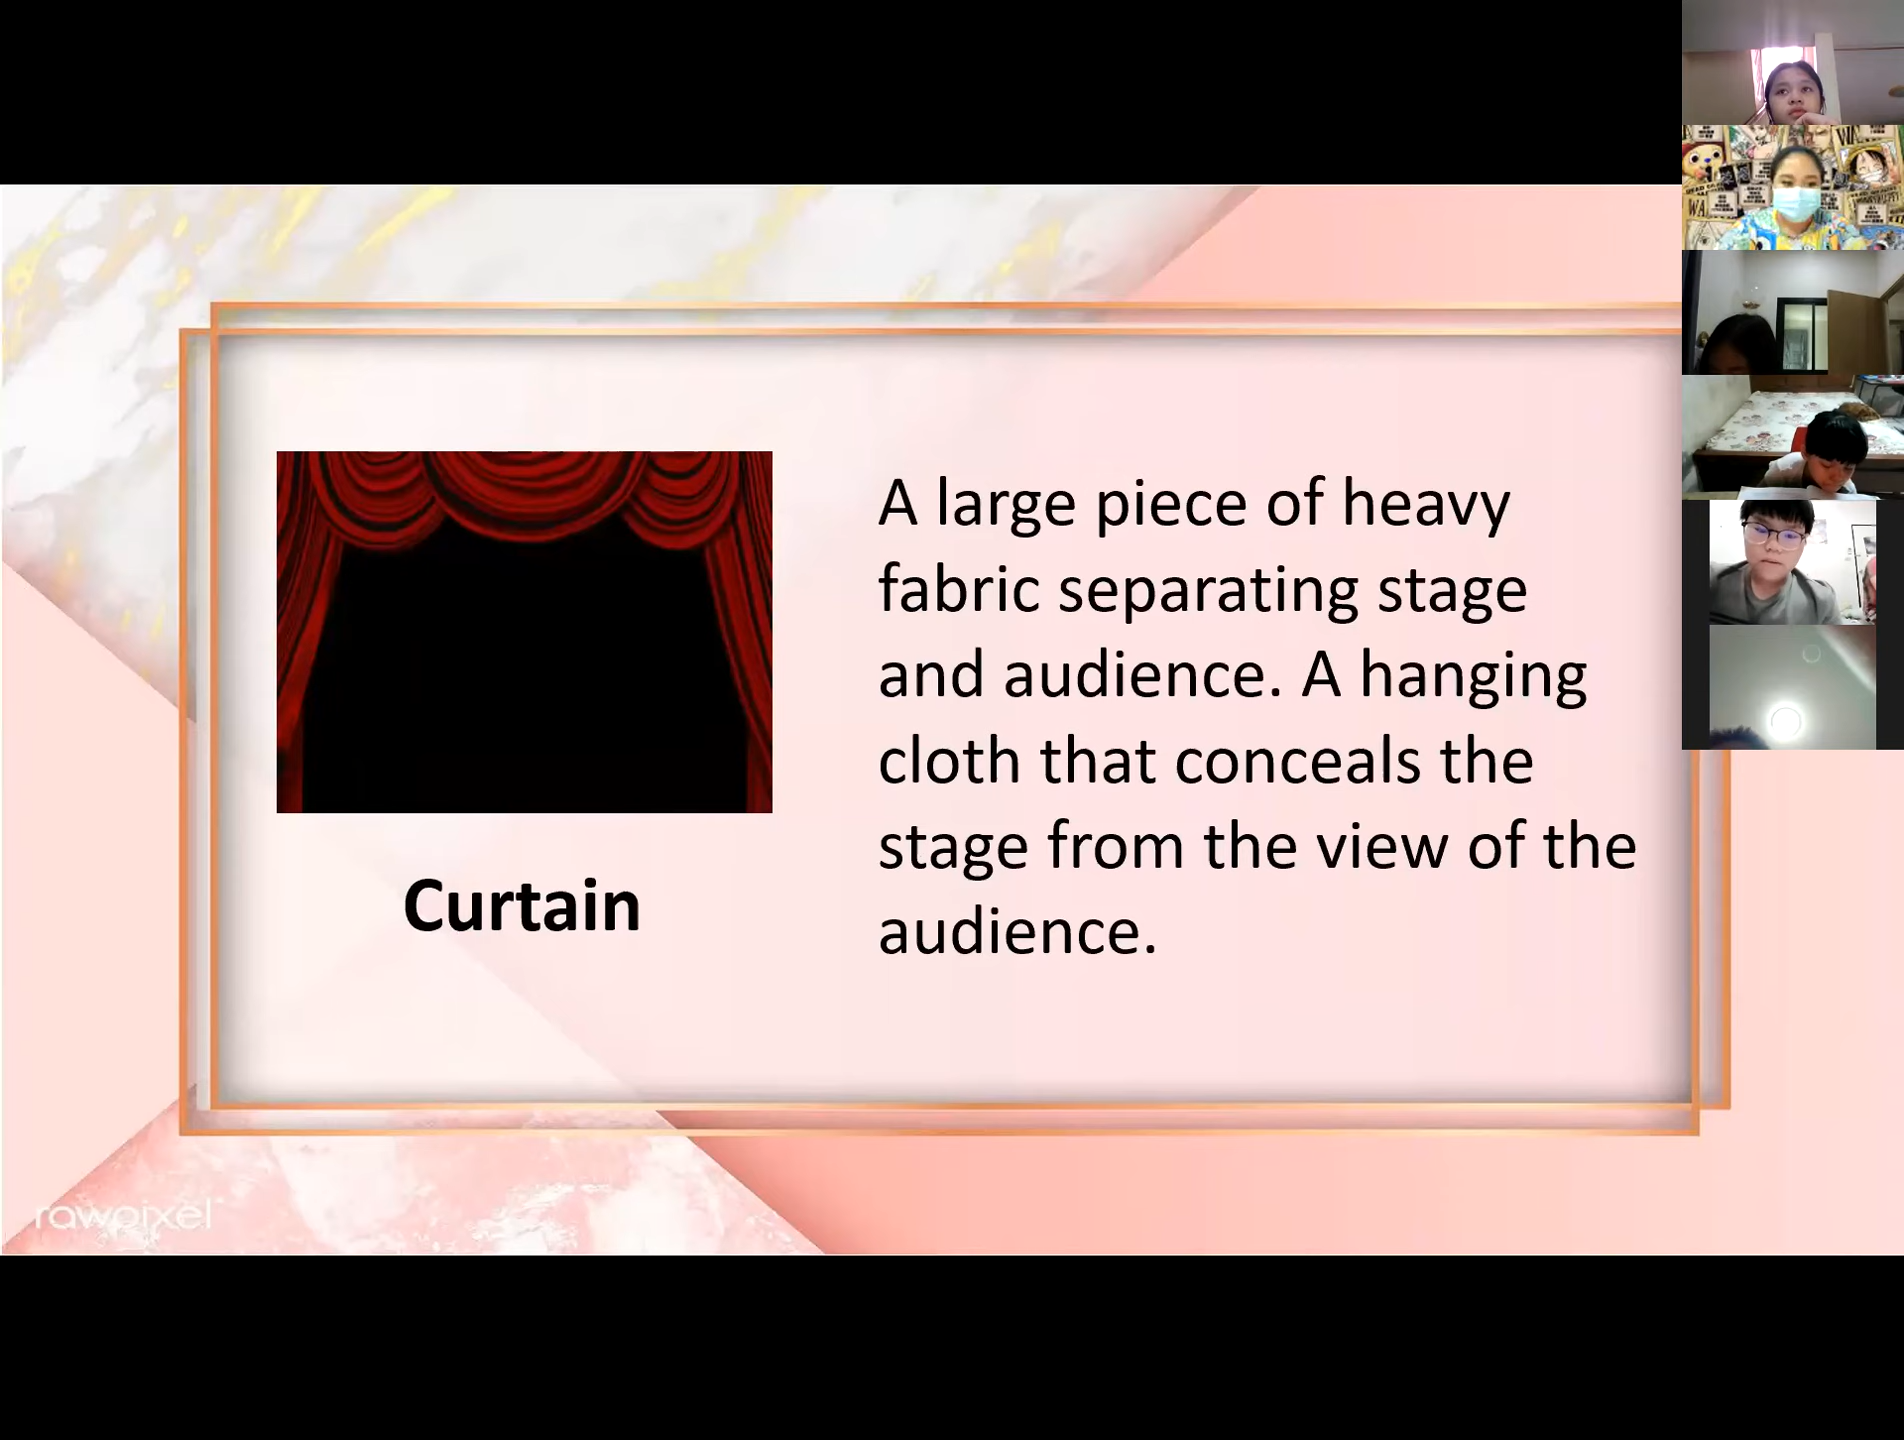 A large piece of heavy
fabric separating stage
and audience. A hanging
cloth that conceals the
stage from the view of the
audience.
Curtain
rawpixel